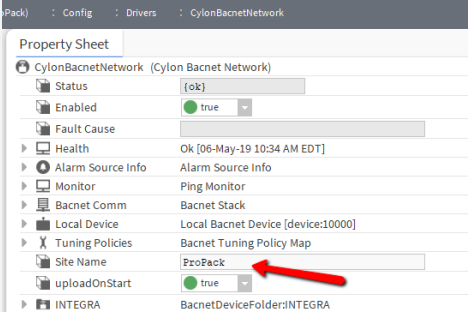 oPack) : Config : Drivers : CylonBacnetNetwork
Property Sheet
CylonBacnetNetwork (Cylon Bacnet Network)
Status {ok}
Enabled true
Fault Cause
Health Ok [06-May-19 10:34 AM EDT]
Alarm Source Info Alarm Source Info
Monitor Ping Monitor
Bacnet Comm Bacnet Stack
Local Device Local Bacnet Device [device:10000]
Tuning Policies Bacnet Tuning Policy Map
Site Name ProPack
uploadOnStart true
INTEGRA BacnetDeviceFolder:INTEGRA